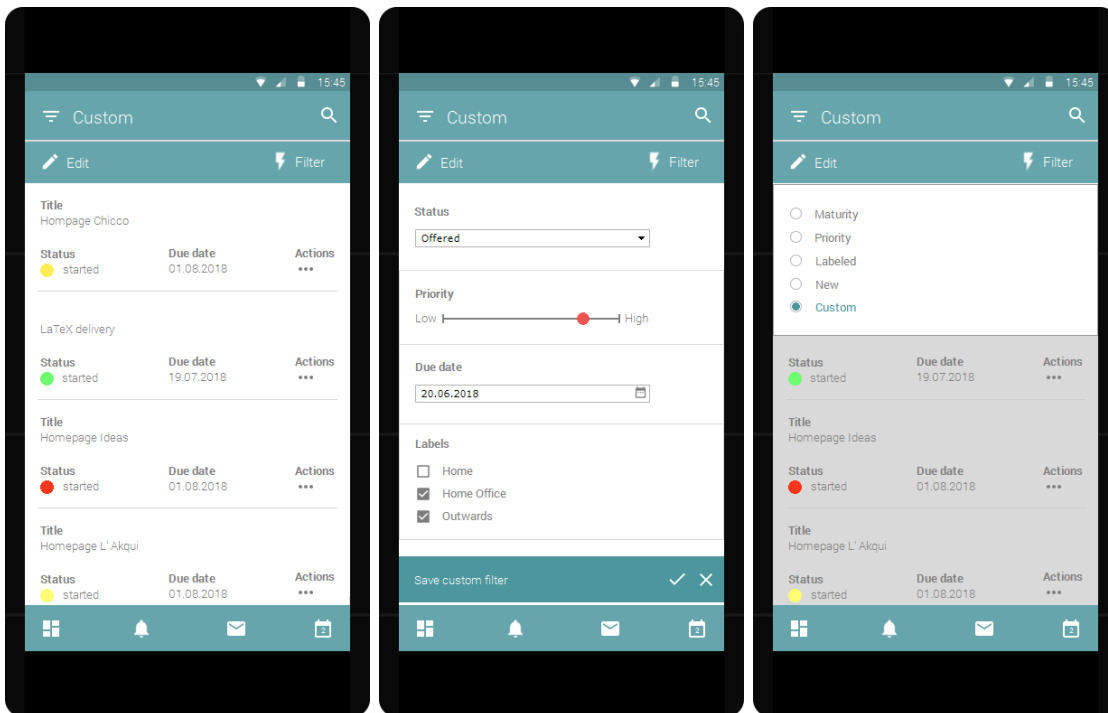 15:45
Custom
Edit Filter
Title
Hompage Chicco
Status Due date Actions
started 01.08.2018
LaTeX delivery
Status Due date Actions
started 19.07.2018
Title
Homepage Ideas
Status Due date Actions
started 01.08.2018
Title
Homepage L' Akqui
Status Due date Actions
started 01.08.2018
2
15:45
Custom
Edit Filter
Status
Offered
Priority
Low High
Due date
20.06.2018
Labels
Home
Home Office
Outwards
Save custom filter
2
15:45
Custom
Edit Filter
Maturity
Priority
Labeled
New
Custom
Status Due date Actions
started 19.07.2018
Title
Homepage Ideas
Status Due date Actions
started 01.08.2018
Title
Homepage L' Akqui
Status Due date Actions
started 01.08.2018
2